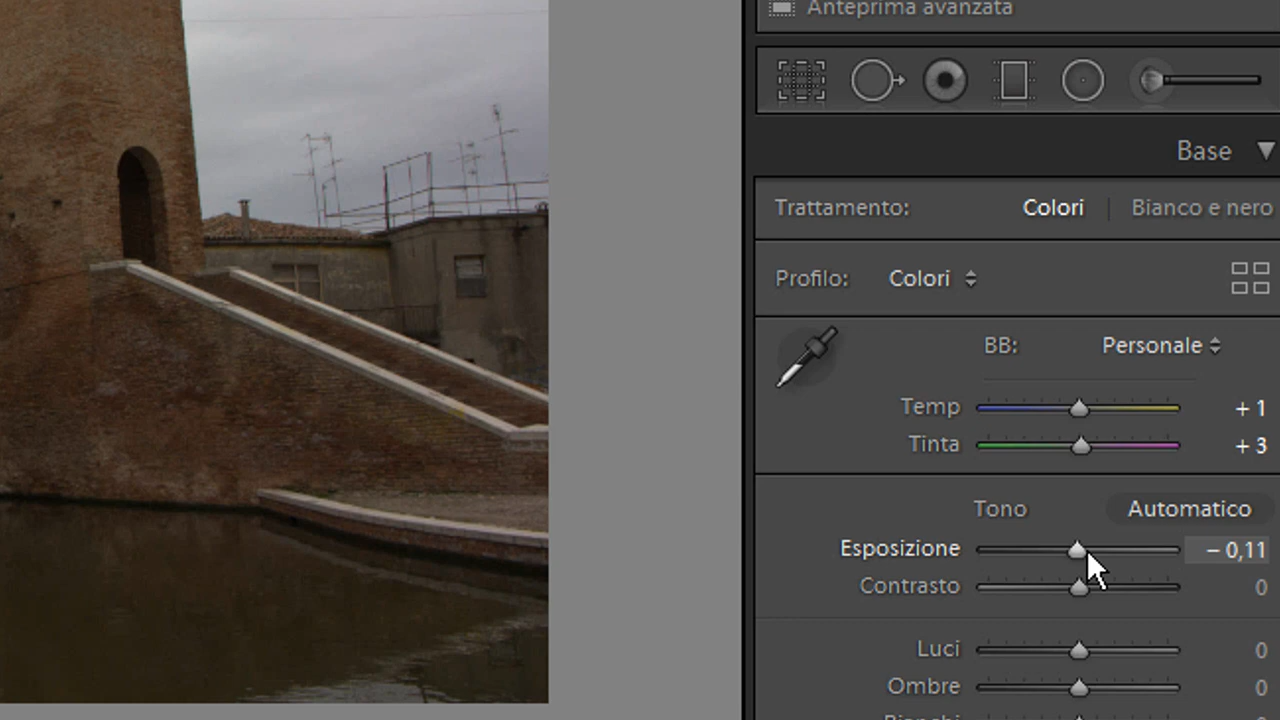 Anteprima avanzata
Base
Trattamento: Colori Bianco e nero
Profilo: Colori
BB: Personale
Temp + 1
Tinta + 3
Tono Automatico
Esposizione – 0,11
Contrasto 0
Luci 0
Ombre 0
Bianchi